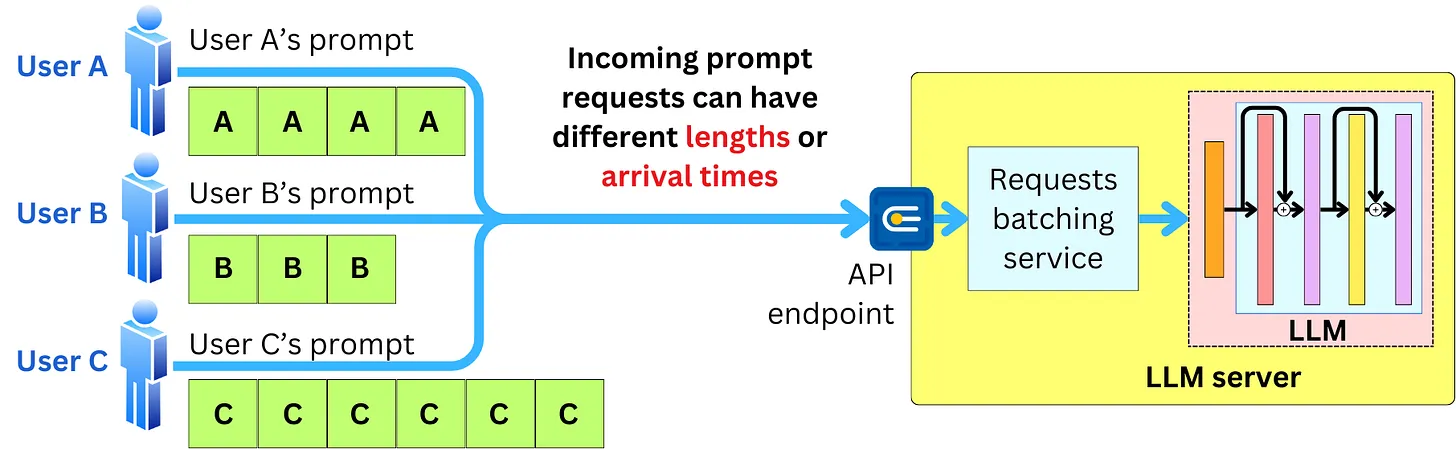 User A
User A’s prompt
A A A A
User B
User B’s prompt
B B B
User C
User C’s prompt
C C C C C C
Incoming prompt
requests can have
different lengths or
arrival times
API
endpoint
Requests
batching
service
LLM
LLM server